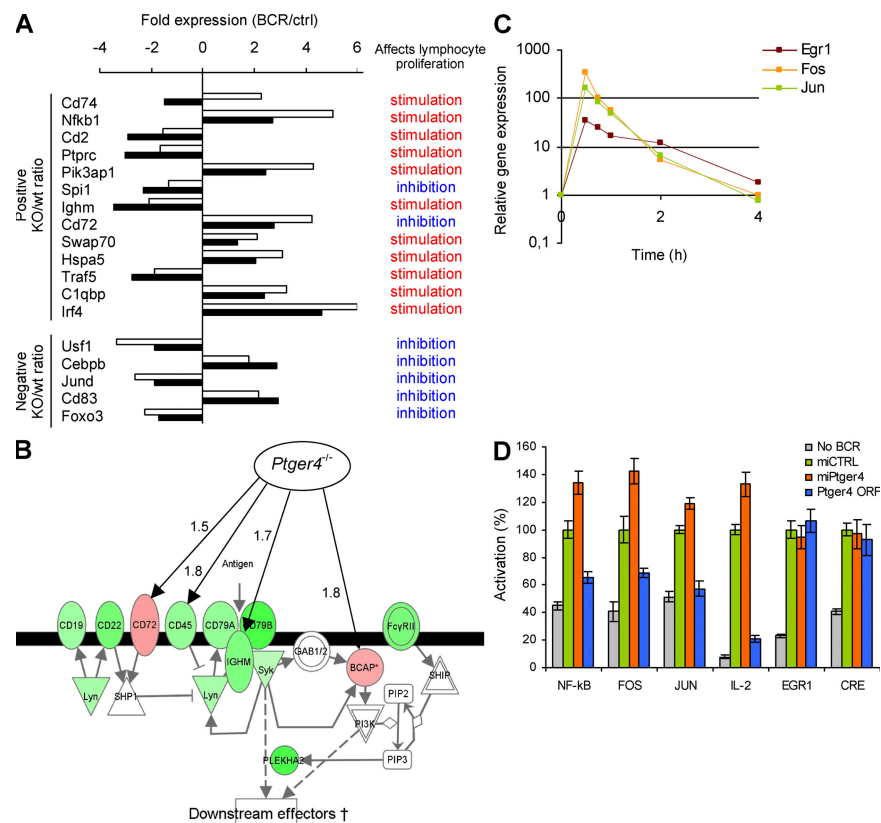 A
Fold expression (BCR/ctrl)
-4 -2 0 2 4 6
Affects lymphocyte
proliferation
Positive
KO/wt ratio
Cd74 stimulation
Nfkb1 stimulation
Cd2 stimulation
Ptprc stimulation
Pik3ap1 stimulation
Spi1 inhibition
Ighm stimulation
Cd72 inhibition
Swap70 stimulation
Hspa5 stimulation
Traf5 stimulation
C1qbp stimulation
Irf4 stimulation
Negative
KO/wt ratio
Usf1 inhibition
Cebpb inhibition
Jund inhibition
Cd83 inhibition
Foxo3 inhibition
C
Relative gene expression
1000
100
10
1
0,1
0 2 4
Time (h)
Egr1
Fos
Jun
B
Ptger4-/-
1.5
1.8
1.7
1.8
Antigen
CD19
CD22
CD72
CD45
CD79A
CD79B
IGHM
Syk
Lyn
SHP1
Lyn
GAB1/2
BCAP*
FcγRII
SHIP
PI3K
PIP2
PIP3
PLEKHA2
Downstream effectors †
D
Activation (%)
160
140
120
100
80
60
40
20
0
No BCR
miCTRL
miPtger4
Ptger4 ORF
NF-kB FOS JUN IL-2 EGR1 CRE